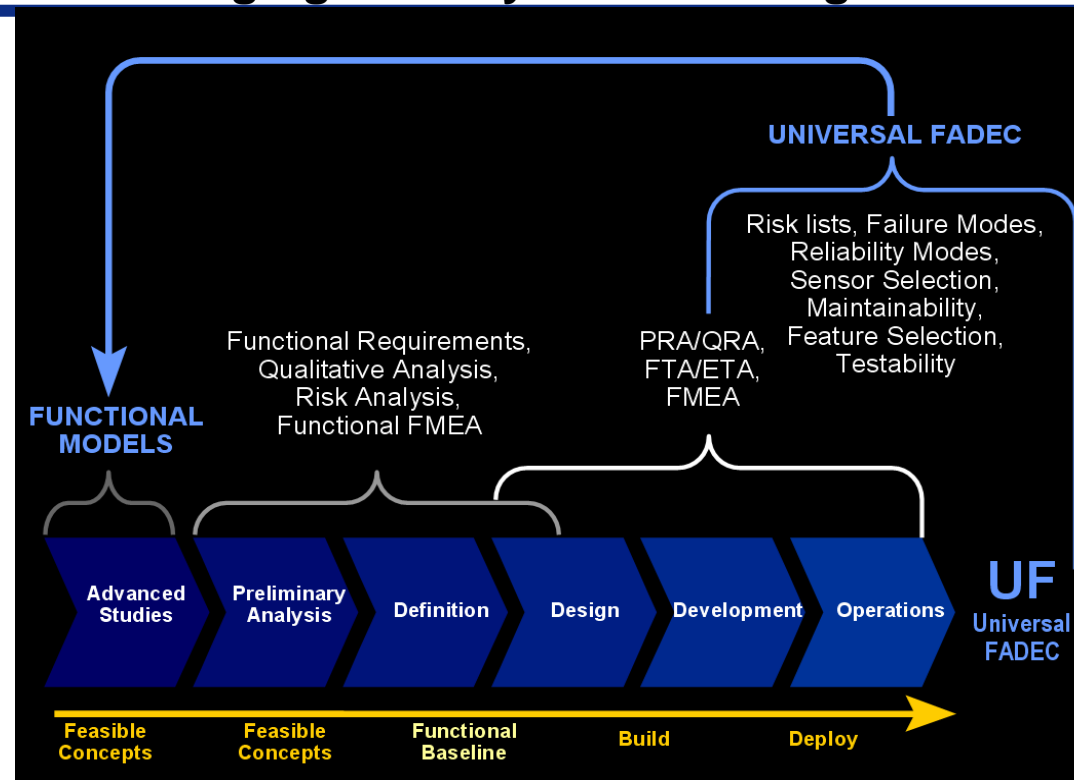 UNIVERSAL FADEC
Risk lists, Failure Modes,
Reliability Modes,
Sensor Selection,
Maintainability,
Feature Selection,
Testability
Functional Requirements,
Qualitative Analysis,
Risk Analysis,
Functional FMEA
PRA/QRA,
FTA/ETA,
FMEA
FUNCTIONAL
MODELS
Advanced
Studies
Preliminary
Analysis
Definition
Design
Development
Operations
UF
Universal
FADEC
Feasible
Concepts
Feasible
Concepts
Functional
Baseline
Build
Deploy